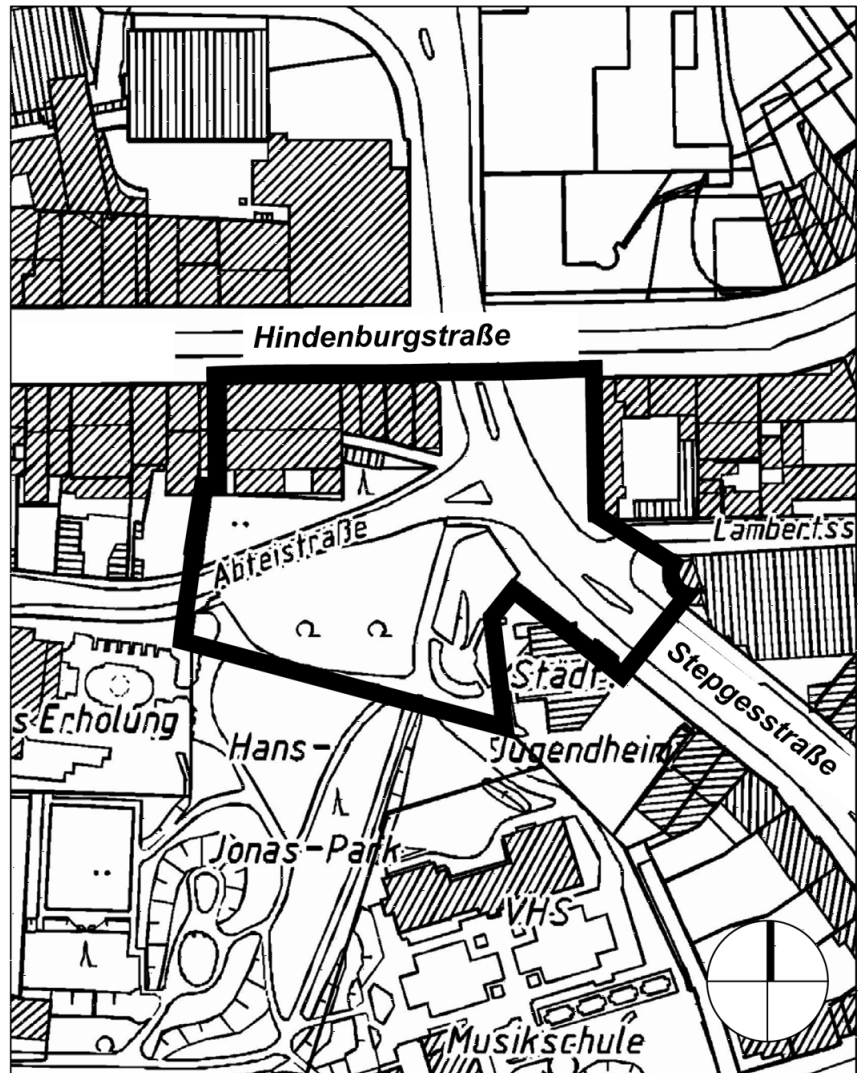 Hindenburgstraße
Abteistraße
Lambertss
Stepgesstraße
Städt.
Jugendheim
s Erholung
Hans-
Jonas-Park
VHS
Musikschule